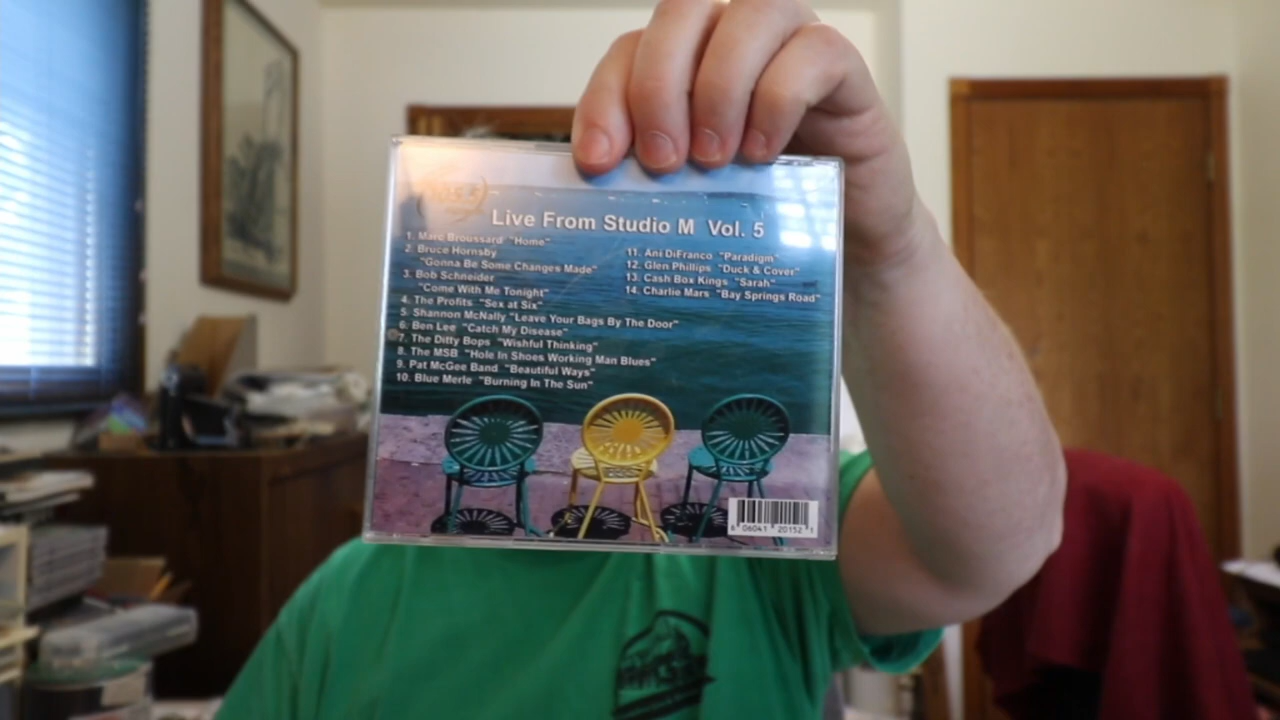 Live From Studio M Vol. 5
1. Marc Broussard "Home"
2. Bruce Hornsby
"Gonna Be Some Changes Made"
3. Bob Schneider
"Come With Me Tonight"
4. The Profits "Sex at Six"
5. Shannon McNally "Leave Your Bags By The Door"
6. Ben Lee "Catch My Disease"
7. The Ditty Bops "Wishful Thinking"
8. The MSB "Hole In Shoes Working Man Blues"
9. Pat McGee Band "Beautiful Ways"
10. Blue Merle "Burning In The Sun"
11. Ani DiFranco "Paradigm"
12. Glen Phillips "Duck & Cover"
13. Cash Box Kings "Sarah"
14. Charlie Mars "Bay Springs Road"
6 06041 20152 1